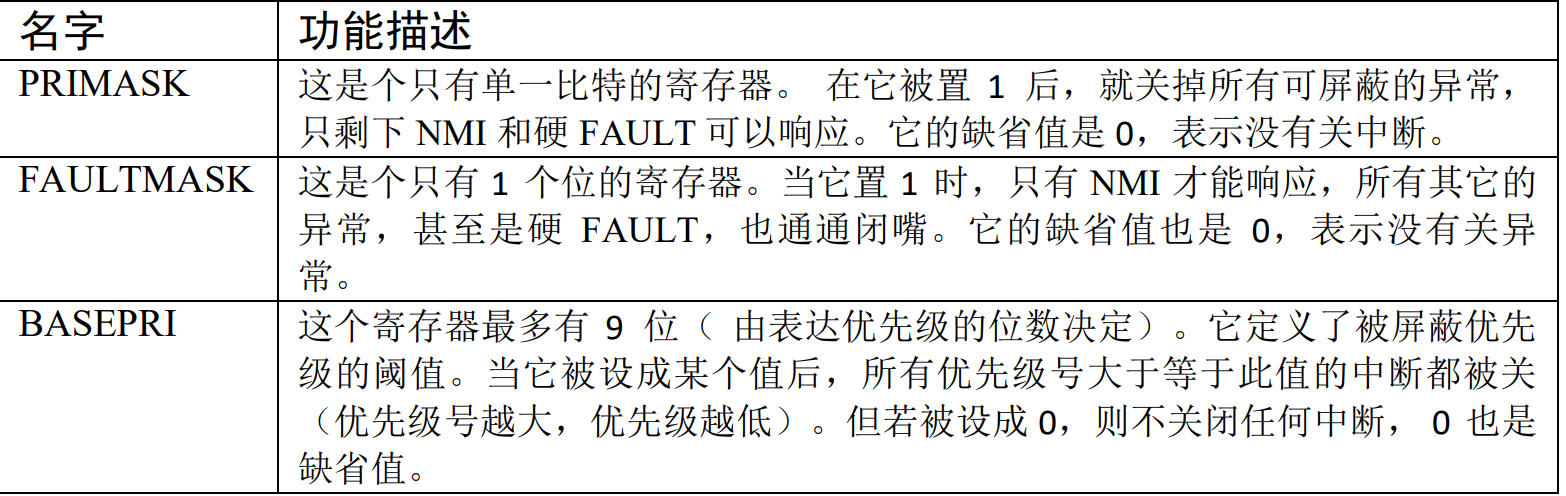 名字 功能描述
PRIMASK 这是个只有单一比特的寄存器。 在它被置 1 后，就关掉所有可屏蔽的异常，
只剩下 NMI 和硬 FAULT 可以响应。它的缺省值是 0，表示没有关中断。
FAULTMASK 这是个只有 1 个位的寄存器。当它置 1 时，只有 NMI 才能响应，所有其它的
异常，甚至是硬 FAULT，也通通闭嘴。它的缺省值也是 0，表示没有关异
常。
BASEPRI 这个寄存器最多有 9 位（ 由表达优先级的位数决定）。它定义了被屏蔽优先
级的阈值。当它被设成某个值后，所有优先级号大于等于此值的中断都被关
（优先级号越大，优先级越低）。但若被设成 0，则不关闭任何中断， 0 也是
缺省值。